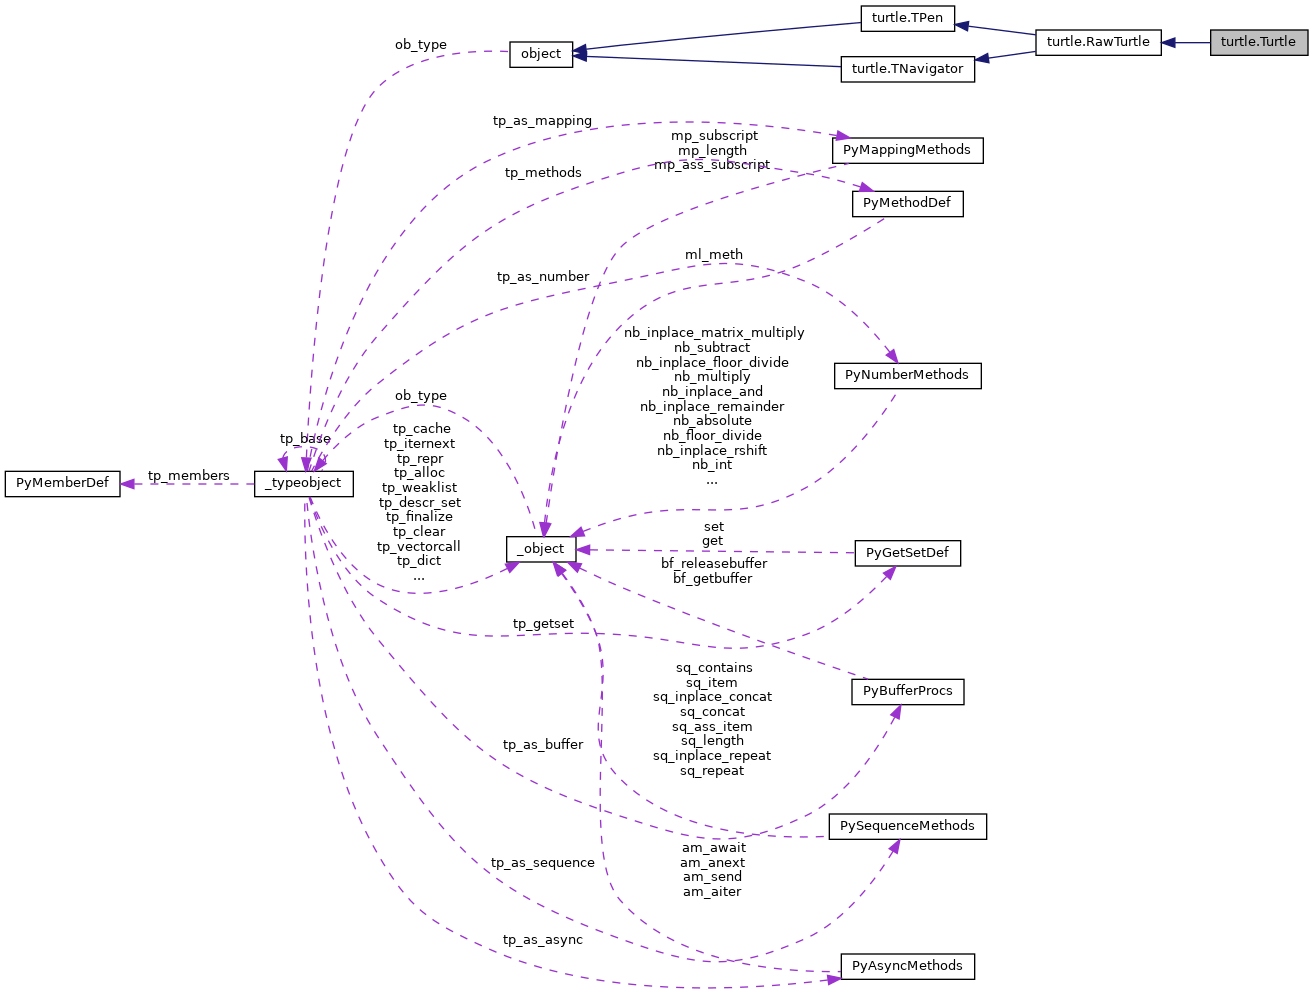 turtle.TPen
ob_type
object
turtle.RawTurtle
turtle.Turtle
turtle.TNavigator
tp_as_mapping
mp_subscript
mp_length
mp_ass_subscript
PyMappingMethods
tp_methods
PyMethodDef
ml_meth
tp_as_number
nb_inplace_matrix_multiply
nb_subtract
nb_inplace_floor_divide
nb_multiply
nb_inplace_and
nb_inplace_remainder
nb_absolute
nb_floor_divide
nb_inplace_rshift
nb_int
...
PyNumberMethods
ob_type
tp_base
tp_cache
tp_iternext
tp_repr
tp_alloc
tp_weaklist
tp_descr_set
tp_finalize
tp_clear
tp_vectorcall
tp_dict
...
PyMemberDef
tp_members
_typeobject
_object
set
get
PyGetSetDef
bf_releasebuffer
bf_getbuffer
tp_getset
sq_contains
sq_item
sq_inplace_concat
sq_concat
sq_ass_item
sq_length
sq_inplace_repeat
sq_repeat
PyBufferProcs
tp_as_buffer
PySequenceMethods
am_await
am_anext
am_send
am_aiter
tp_as_sequence
tp_as_async
PyAsyncMethods